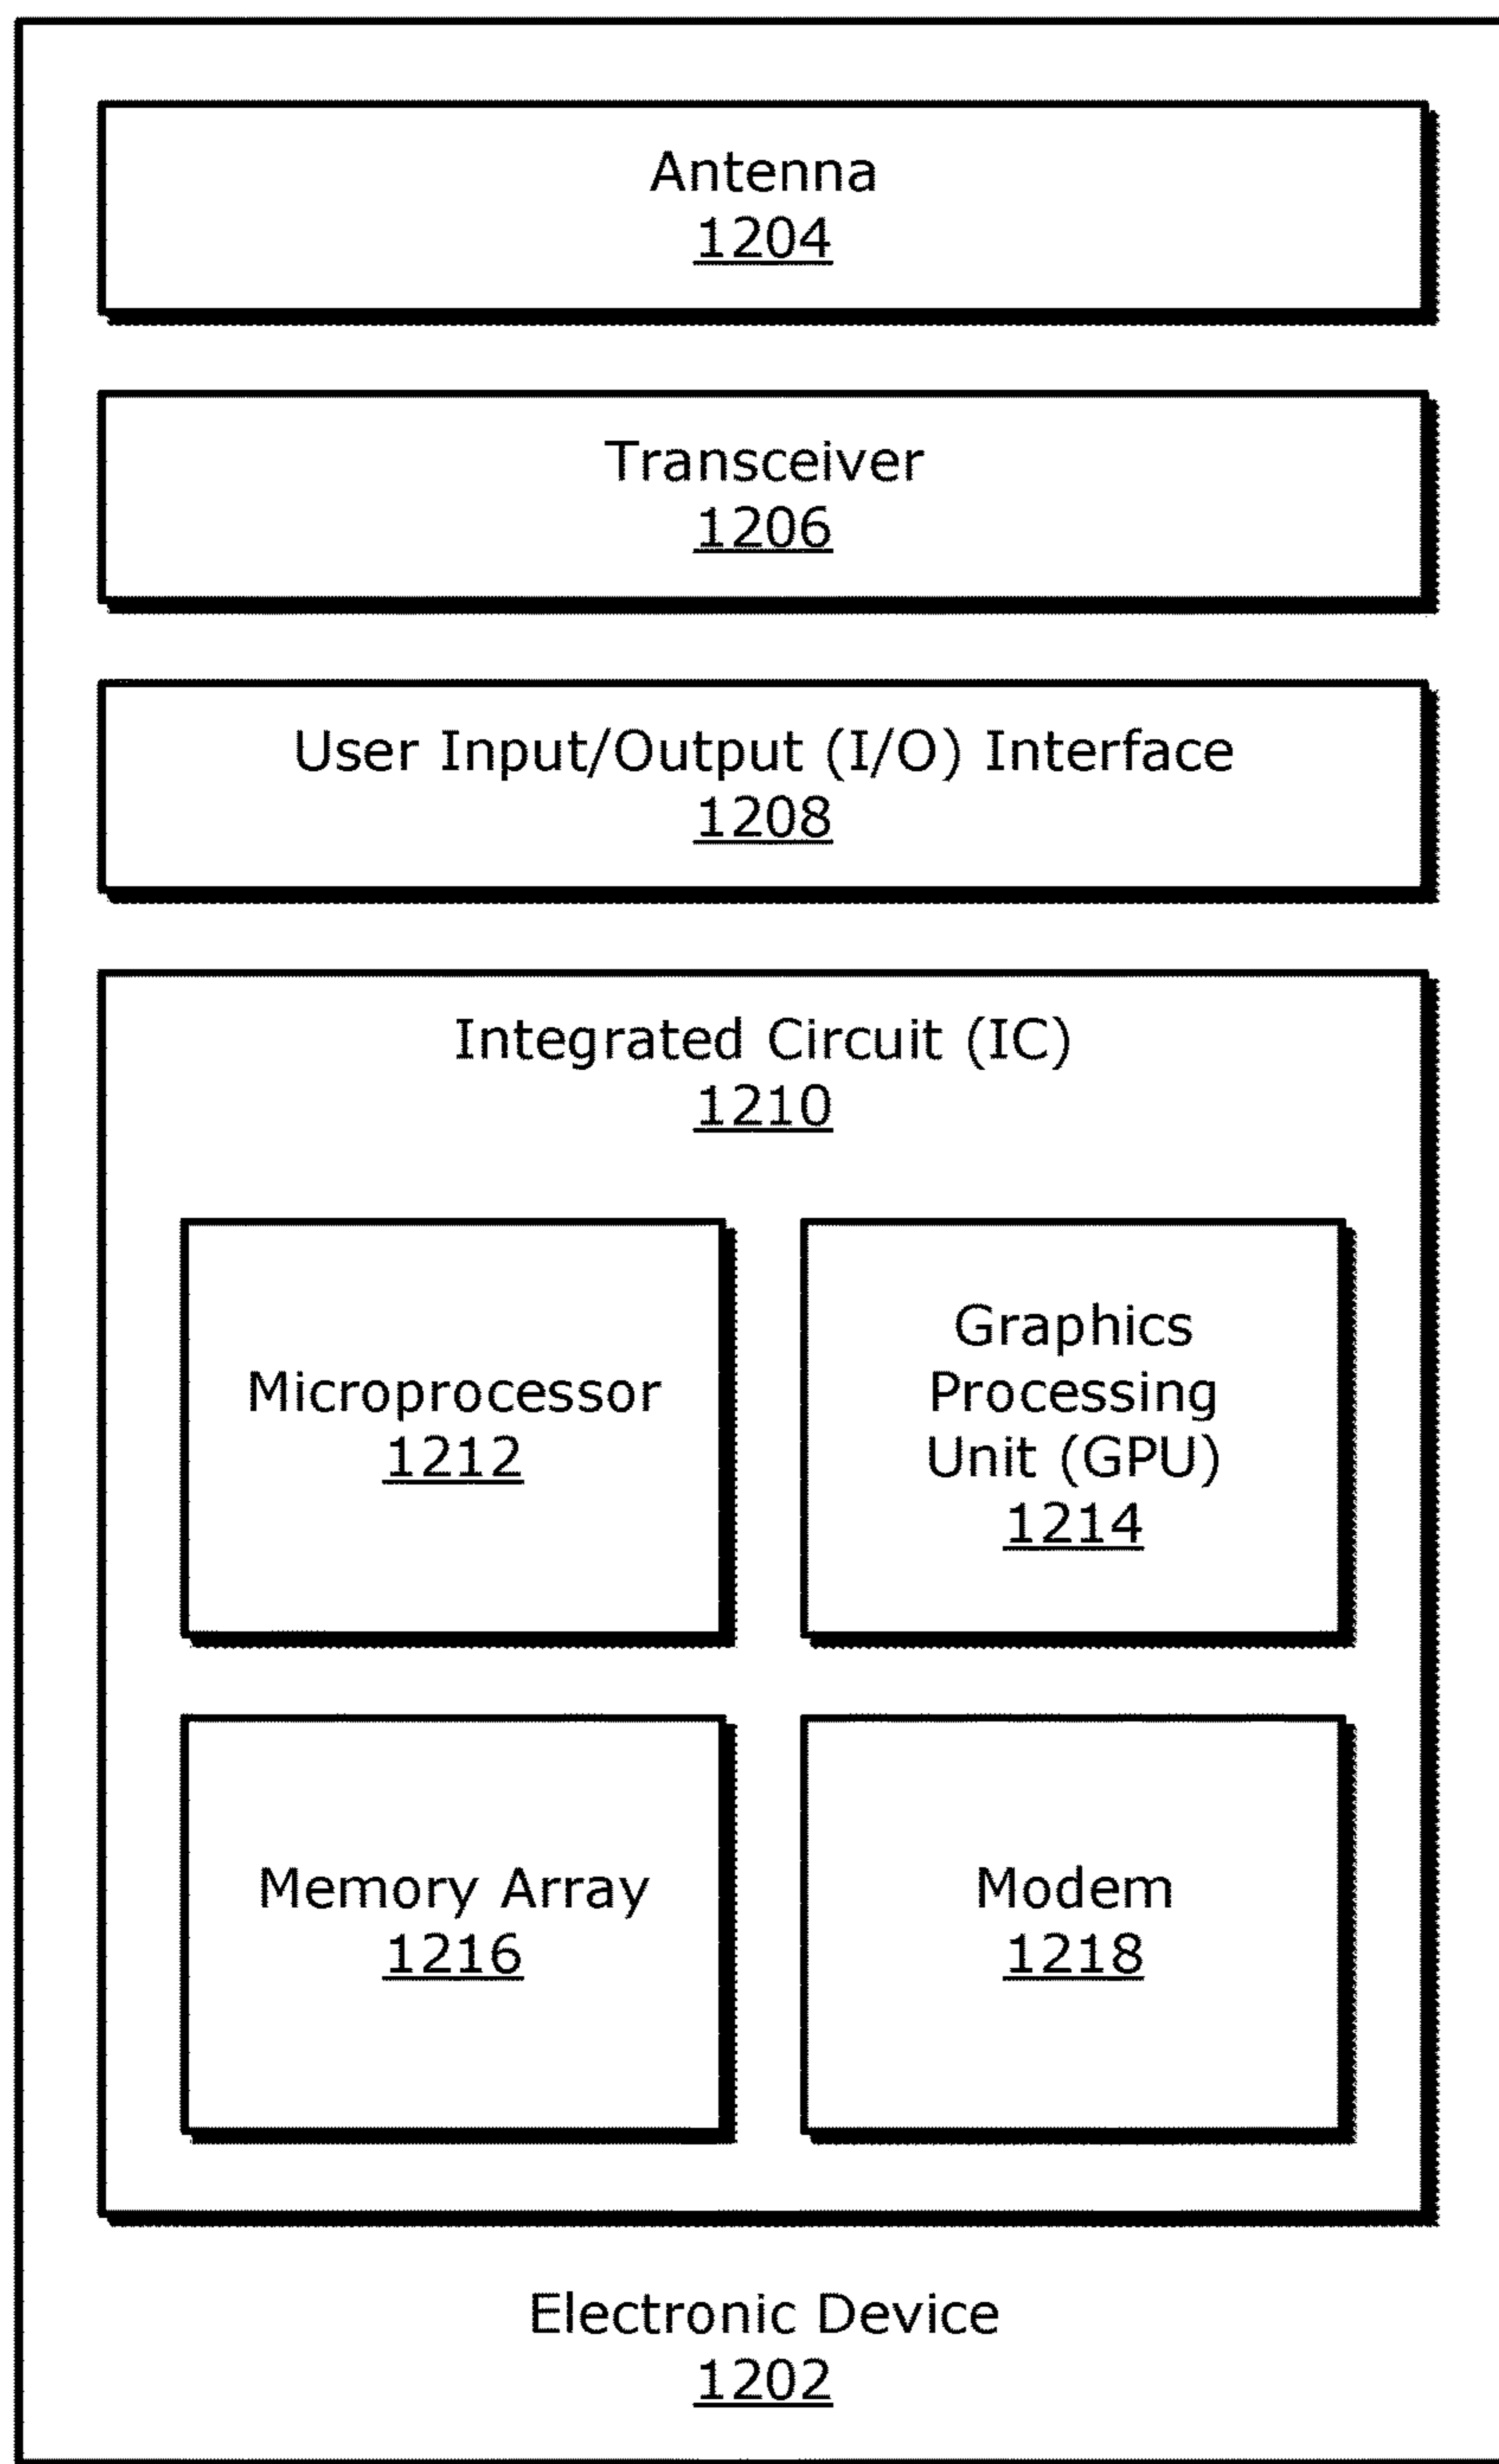 Antenna
1204
Transceiver
1206
User Input/Output (I/O) Interface
1208
Integrated Circuit (IC)
1210
Microprocessor
1212
Graphics
Processing
Unit (GPU)
1214
Memory Array
1216
Modem
1218
Electronic Device
1202